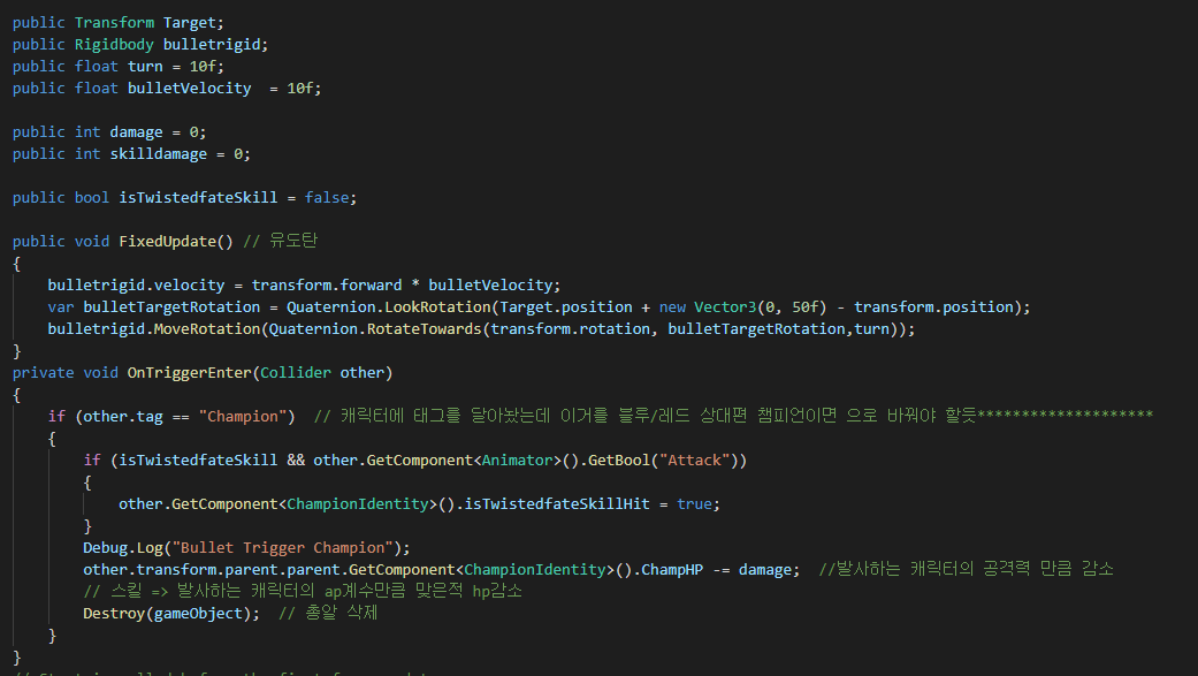 public Transform Target;
public Rigidbody bulletrigid;
public float turn = 10f;
public float bulletVelocity  = 10f;
public int damage = 0;
public int skilldamage = 0;
public bool isTwistedfateSkill = false;
public void FixedUpdate() // 유도탄
{
bulletrigid.velocity = transform.forward * bulletVelocity;
var bulletTargetRotation = Quaternion.LookRotation(Target.position + new Vector3(0, 50f) - transform.position);
bulletrigid.MoveRotation(Quaternion.RotateTowards(transform.rotation, bulletTargetRotation,turn));
}
private void OnTriggerEnter(Collider other)
{
if (other.tag == "Champion")  // 캐릭터에 태그를 달아놨는데 이거를 블루/레드 상대편 챔피언이면 으로 바꿔야 할듯********************
{
if (isTwistedfateSkill && other.GetComponent<Animator>().GetBool("Attack"))
{
other.GetComponent<ChampionIdentity>().isTwistedfateSkillHit = true;
}
Debug.Log("Bullet Trigger Champion");
other.transform.parent.parent.GetComponent<ChampionIdentity>().ChampHP -= damage;  //발사하는 캐릭터의 공격력 만큼 감소
// 스킬 => 발사하는 캐릭터의 ap계수만큼 맞은적 hp감소
Destroy(gameObject);  // 총알 삭제
}
}